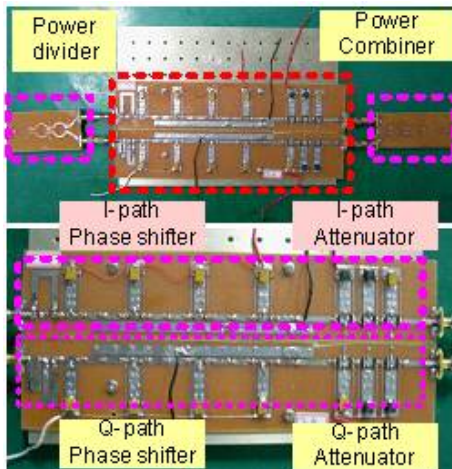 Power
divider
Power
Combiner
I-path
Phase shifter
I-path
Attenuator
Q-path
Phase shifter
Q-path
Attenuator